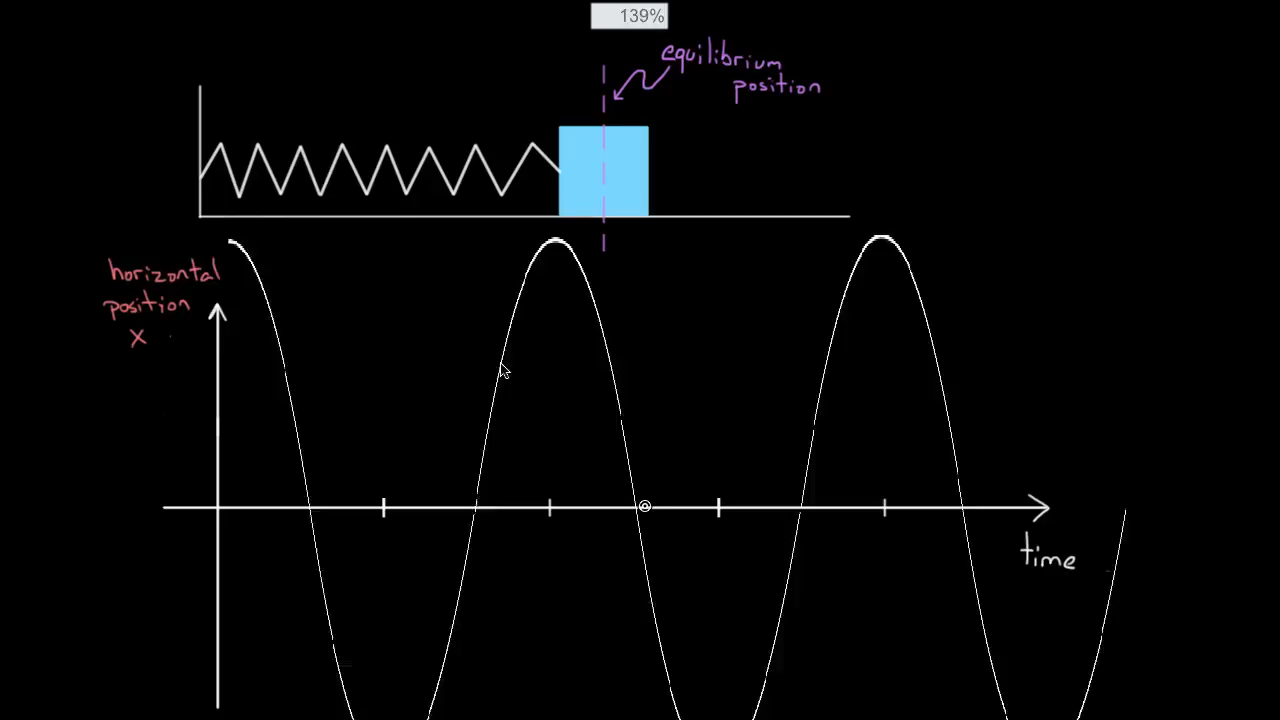 139%
equilibrium
position
horizontal
position
x
time